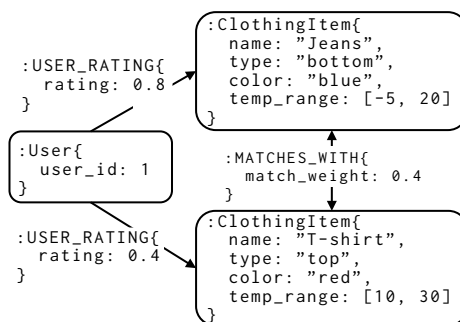 :ClothingItem{
name: ”Jeans”,
type: ”bottom”,
color: ”blue”,
temp_range: [-5, 20]
}
:USER_RATING{
rating: 0.8
}
:User{
user_id: 1
}
:MATCHES_WITH{
match_weight: 0.4
}
:USER_RATING{
rating: 0.4
}
:ClothingItem{
name: ”T-shirt”,
type: ”top”,
color: ”red”,
temp_range: [10, 30]
}